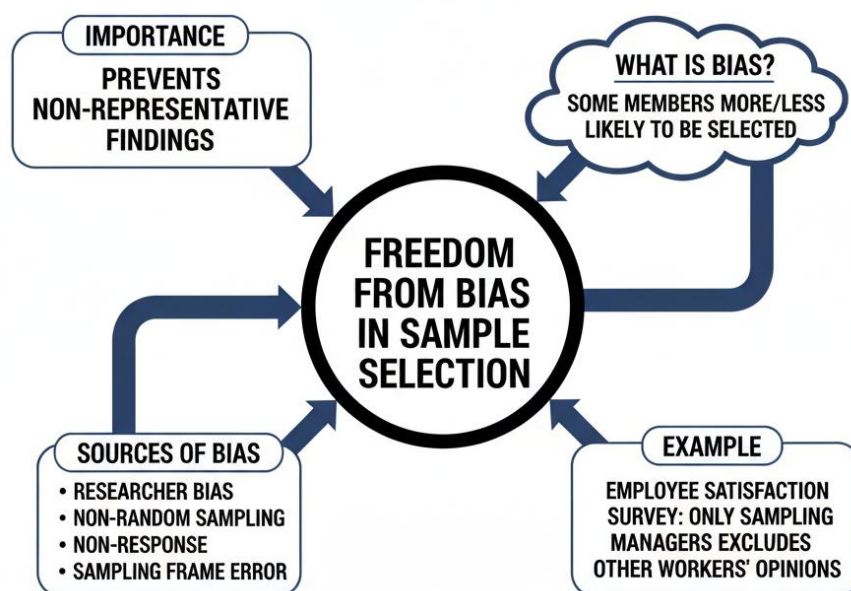 IMPORTANCE
PREVENTS
NON-REPRESENTATIVE
FINDINGS
WHAT IS BIAS?
SOME MEMBERS MORE/LESS
LIKELY TO BE SELECTED
FREEDOM
FROM BIAS
IN SAMPLE
SELECTION
SOURCES OF BIAS
• RESEARCHER BIAS
• NON-RANDOM SAMPLING
• NON-RESPONSE
• SAMPLING FRAME ERROR
EXAMPLE
EMPLOYEE SATISFACTION
SURVEY: ONLY SAMPLING
MANAGERS EXCLUDES
OTHER WORKERS' OPINIONS